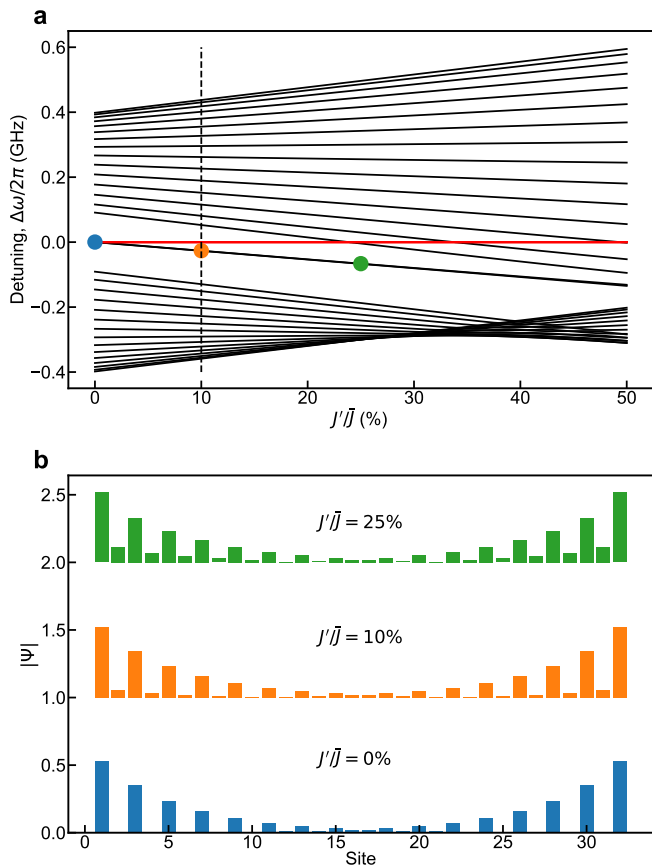 a
Detuning, Δω/2π (GHz)
0.6
0.4
0.2
0.0
−0.2
−0.4
0 10 20 30 40 50
J′/J̄ (%)
b
|Ψ|
2.5
2.0
1.5
1.0
0.5
0.0
J′/J̄ = 25%
J′/J̄ = 10%
J′/J̄ = 0%
0 5 10 15 20 25 30
Site